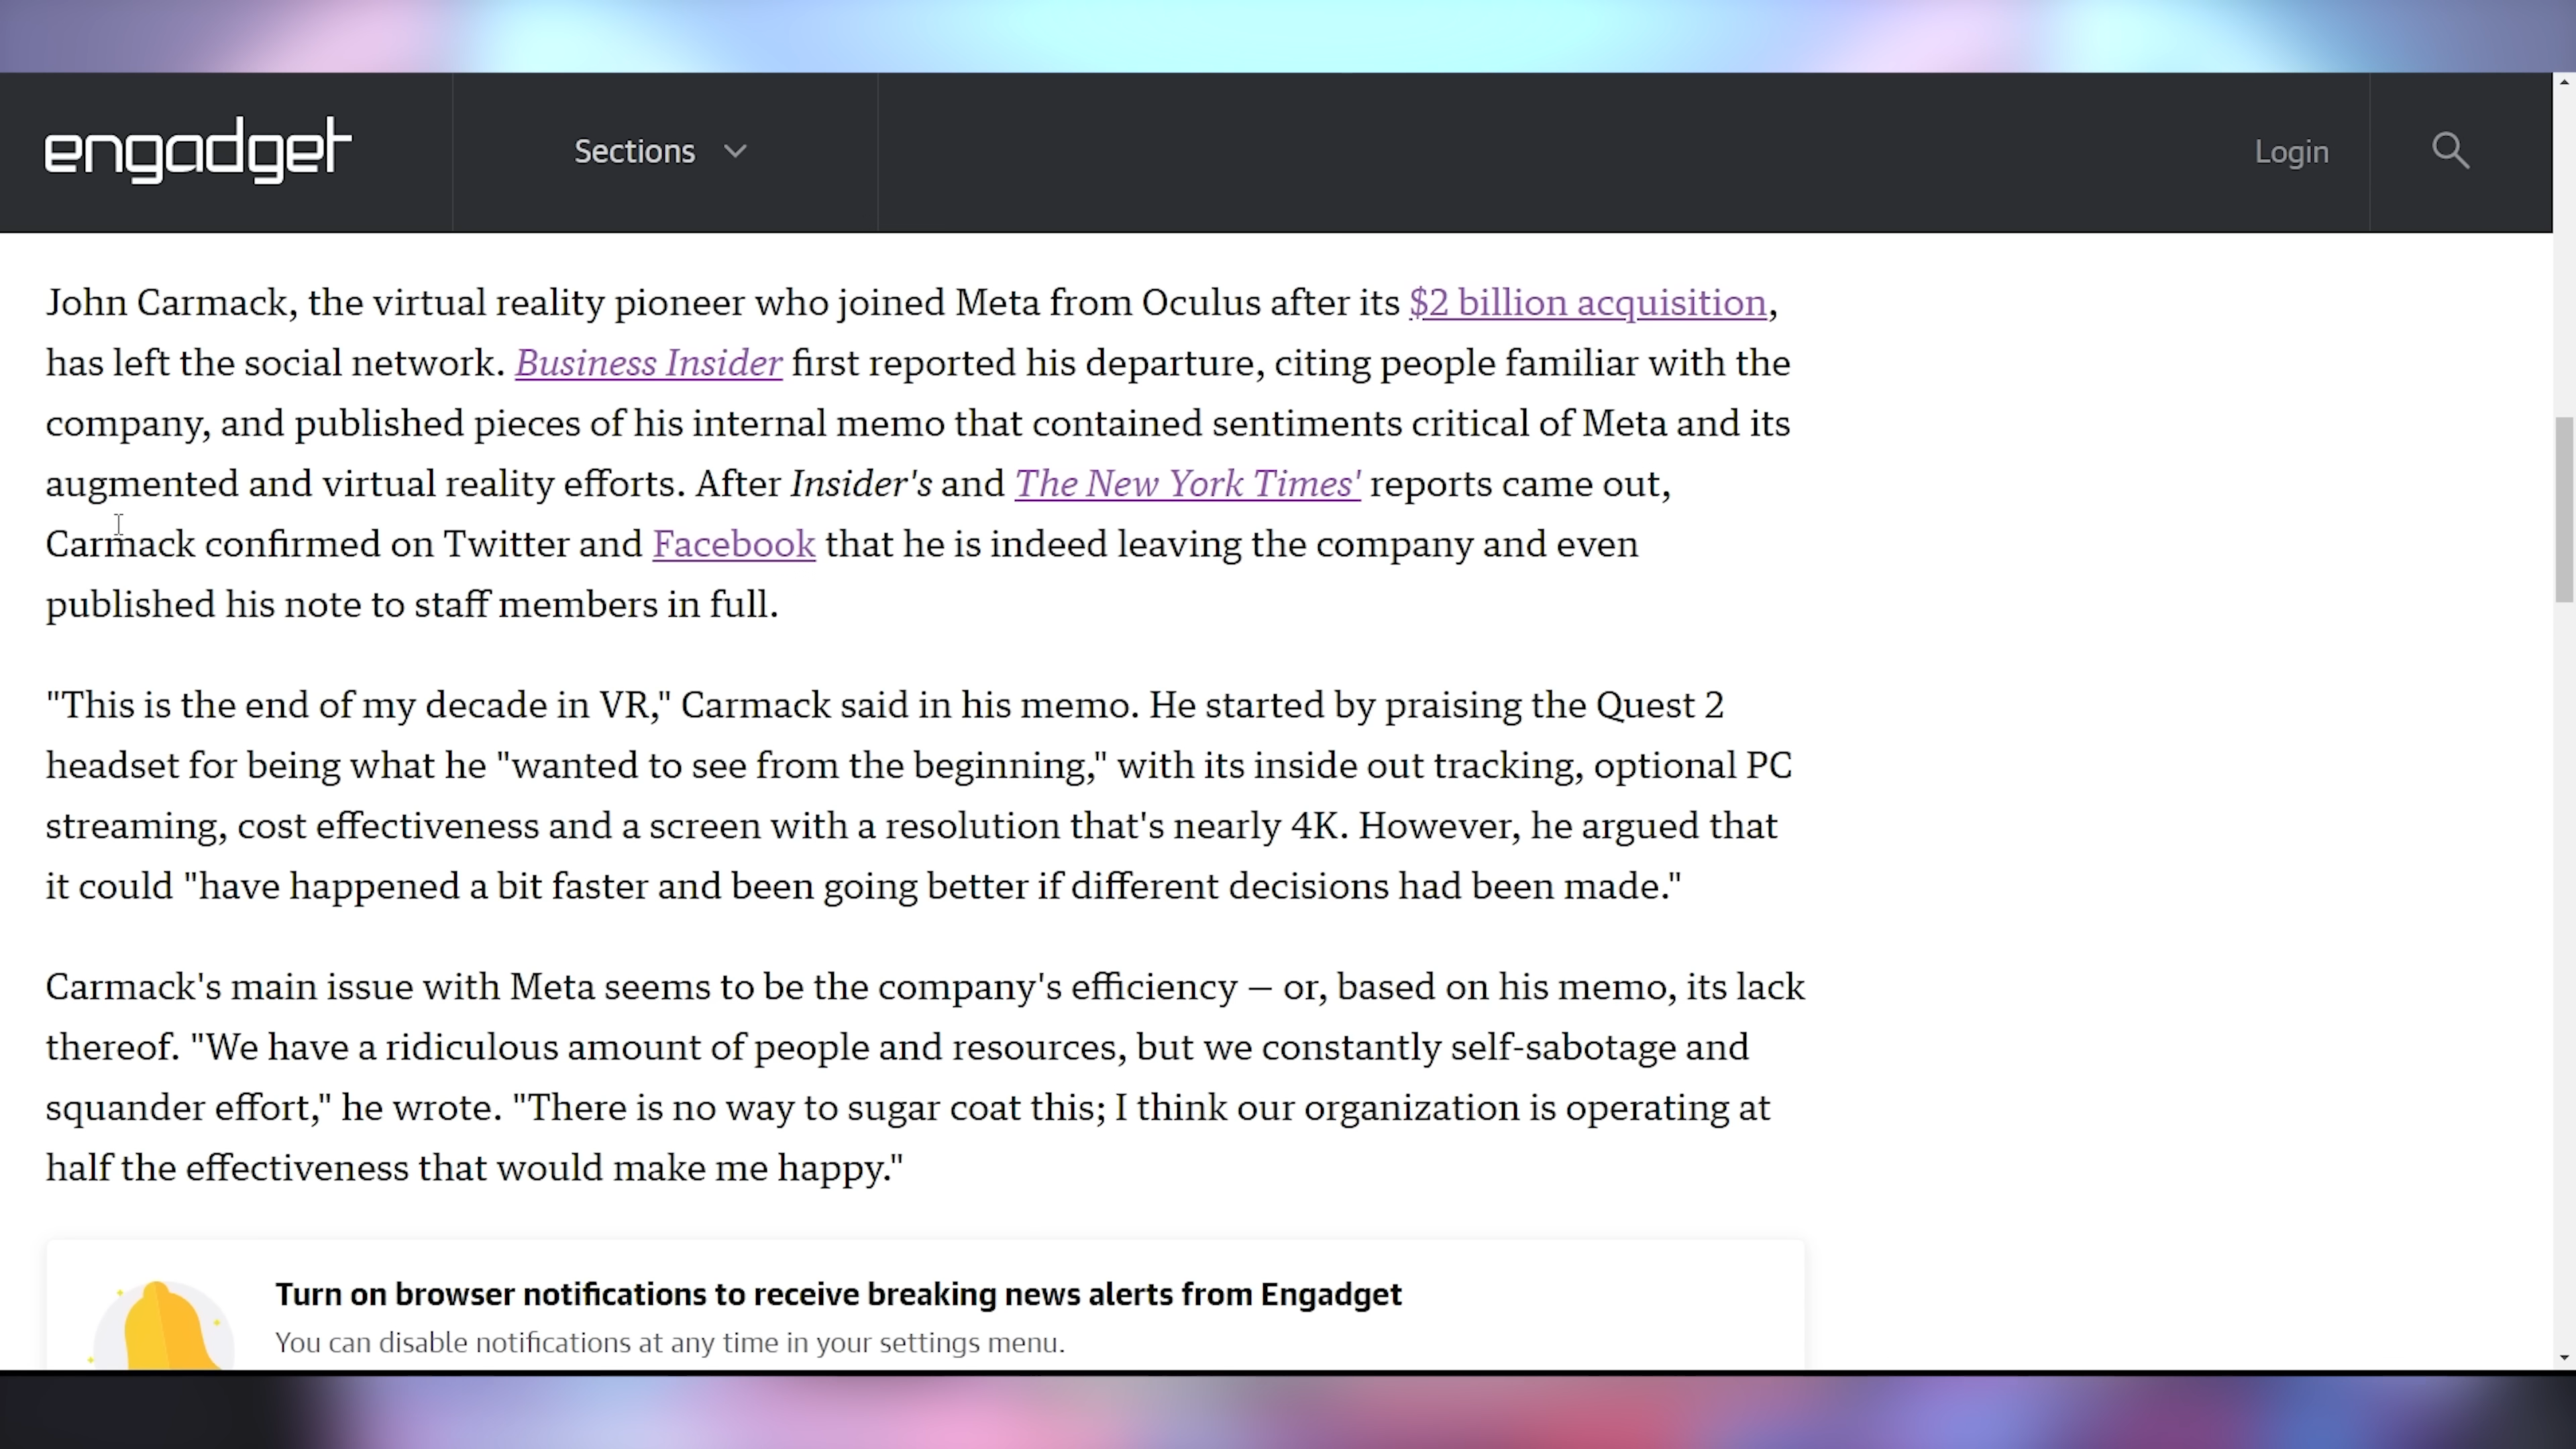 engadget
Sections
Login
John Carmack, the virtual reality pioneer who joined Meta from Oculus after its $2 billion acquisition,
has left the social network. Business Insider first reported his departure, citing people familiar with the
company, and published pieces of his internal memo that contained sentiments critical of Meta and its
augmented and virtual reality efforts. After Insider's and The New York Times' reports came out,
Carmack confirmed on Twitter and Facebook that he is indeed leaving the company and even
published his note to staff members in full.
"This is the end of my decade in VR," Carmack said in his memo. He started by praising the Quest 2
headset for being what he "wanted to see from the beginning," with its inside out tracking, optional PC
streaming, cost effectiveness and a screen with a resolution that's nearly 4K. However, he argued that
it could "have happened a bit faster and been going better if different decisions had been made."
Carmack's main issue with Meta seems to be the company's efficiency — or, based on his memo, its lack
thereof. "We have a ridiculous amount of people and resources, but we constantly self-sabotage and
squander effort," he wrote. "There is no way to sugar coat this; I think our organization is operating at
half the effectiveness that would make me happy."
Turn on browser notifications to receive breaking news alerts from Engadget
You can disable notifications at any time in your settings menu.